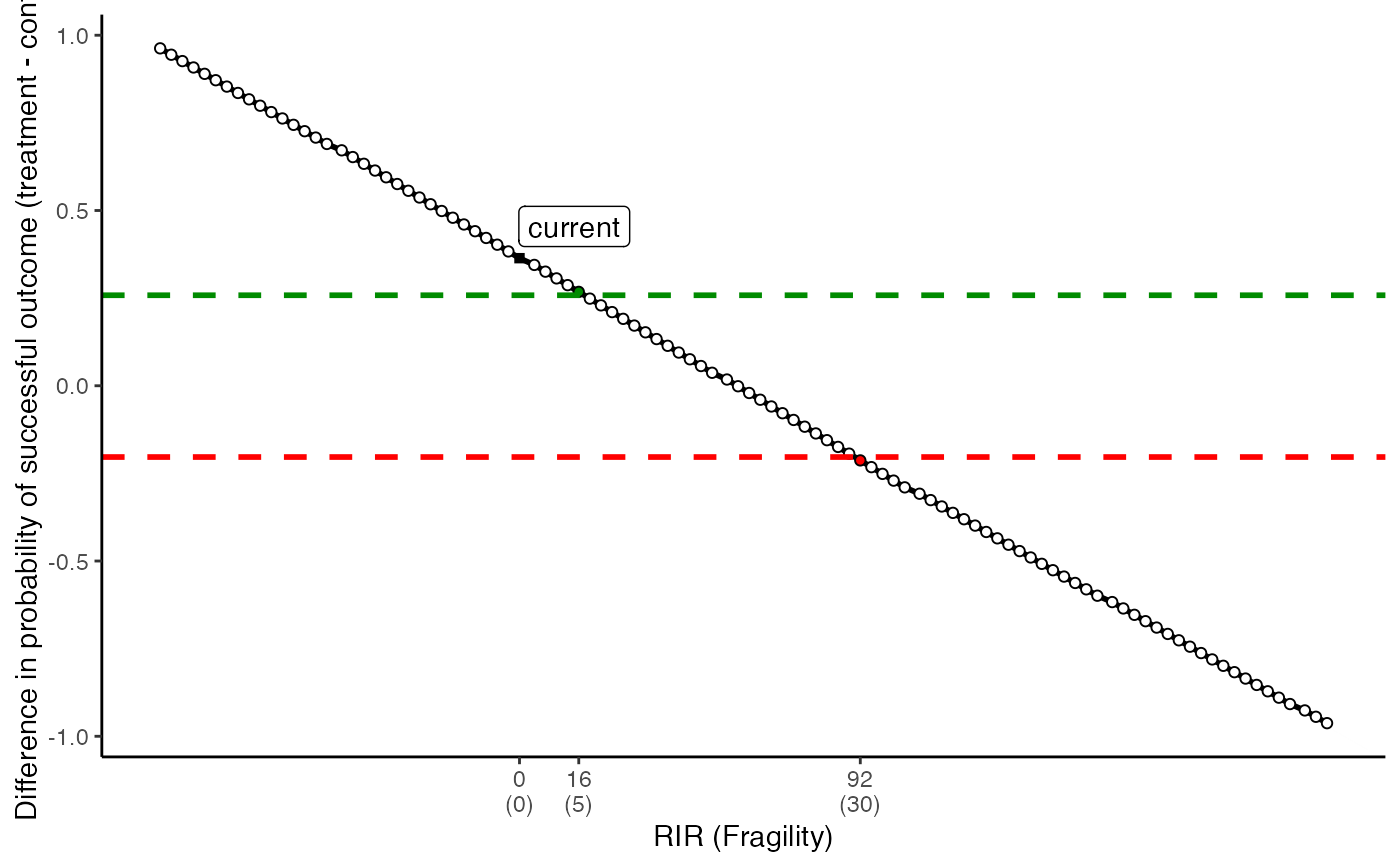 Difference in probability of successful outcome (treatment - con
1.0
0.5
0.0
-0.5
-1.0
current
0 16 92
(0) (5) (30)
RIR (Fragility)